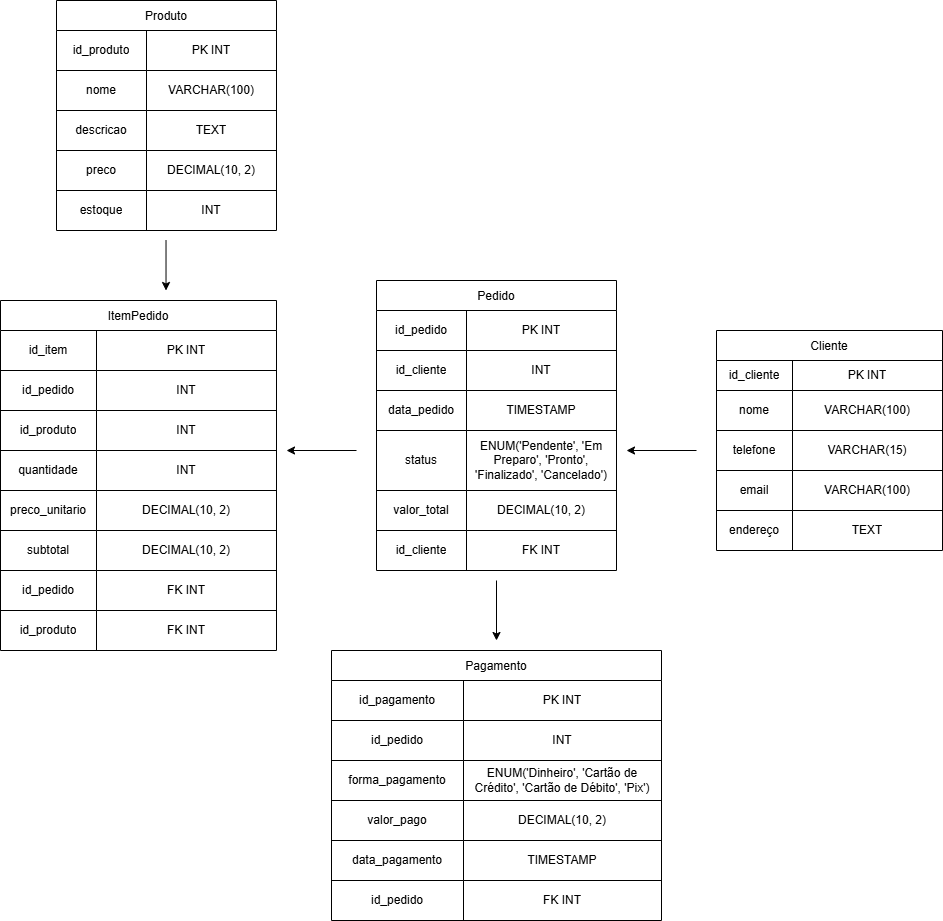 Produto
id_produto PK INT
nome VARCHAR(100)
descricao TEXT
preco DECIMAL(10, 2)
estoque INT
ItemPedido
id_item PK INT
id_pedido INT
id_produto INT
quantidade INT
preco_unitario DECIMAL(10, 2)
subtotal DECIMAL(10, 2)
id_pedido FK INT
id_produto FK INT
Pedido
id_pedido PK INT
id_cliente INT
data_pedido TIMESTAMP
status ENUM('Pendente', 'Em
Preparo', 'Pronto',
'Finalizado', 'Cancelado')
valor_total DECIMAL(10, 2)
id_cliente FK INT
Cliente
id_cliente PK INT
nome VARCHAR(100)
telefone VARCHAR(15)
email VARCHAR(100)
endereço TEXT
Pagamento
id_pagamento PK INT
id_pedido INT
forma_pagamento ENUM('Dinheiro', 'Cartão de
Crédito', 'Cartão de Débito', 'Pix')
valor_pago DECIMAL(10, 2)
data_pagamento TIMESTAMP
id_pedido FK INT